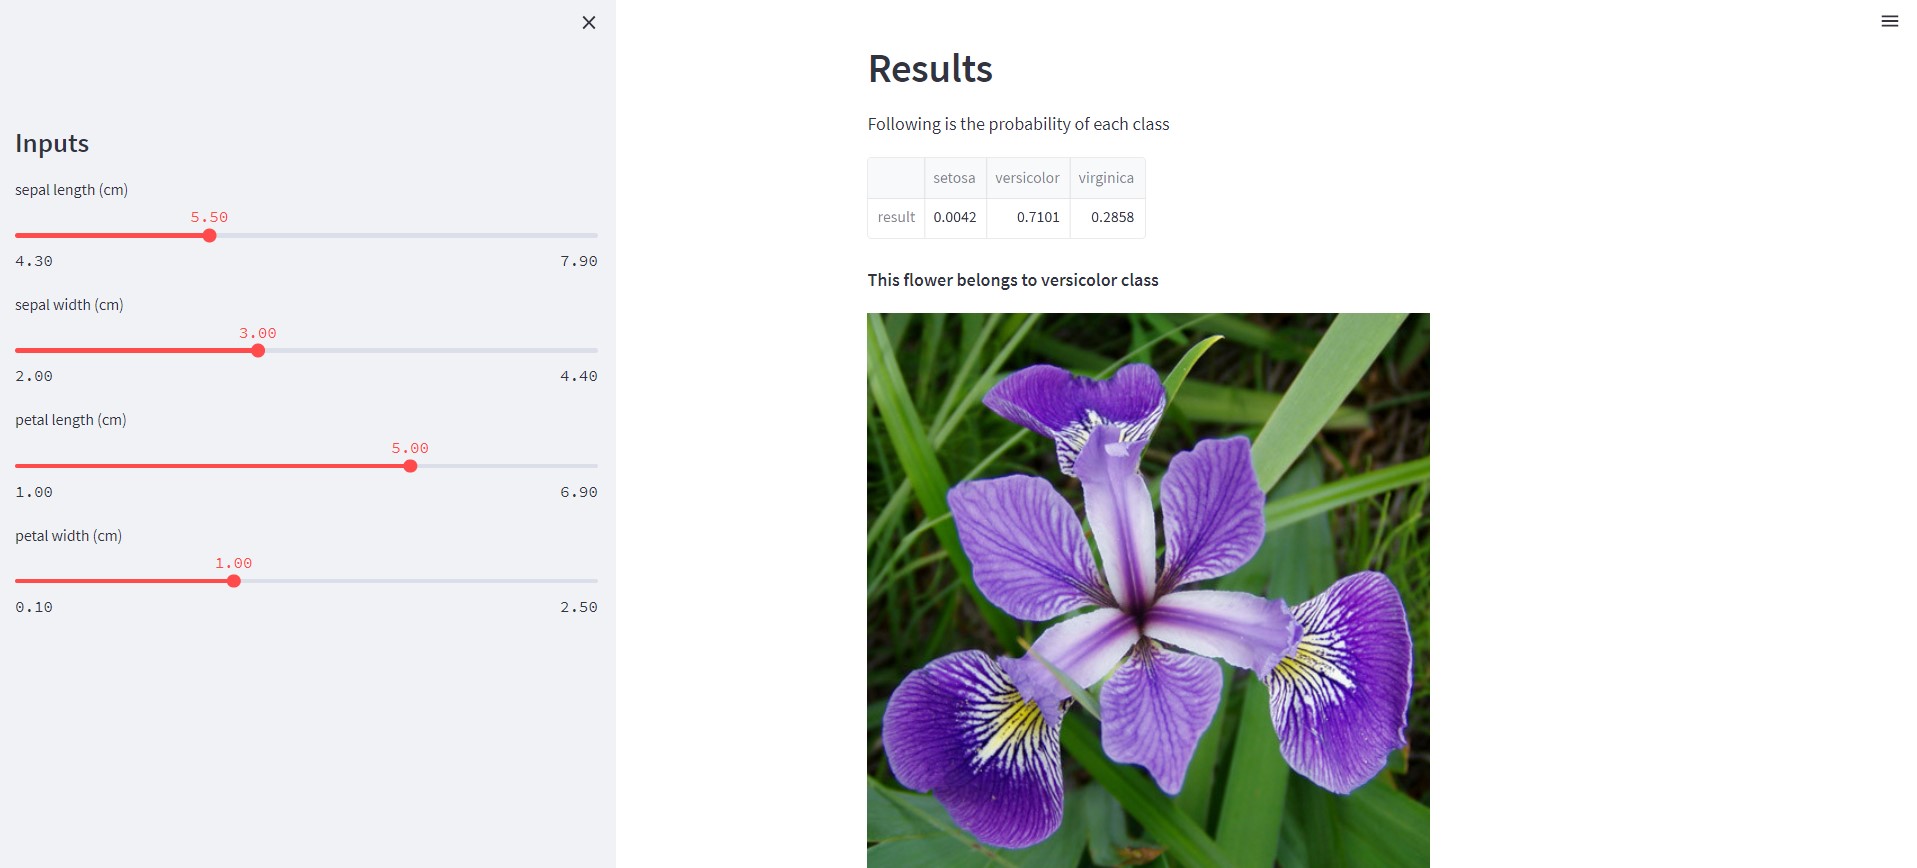 Inputs
sepal length (cm)
5.50
4.30 7.90
sepal width (cm)
3.00
2.00 4.40
petal length (cm)
5.00
1.00 6.90
petal width (cm)
1.00
0.10 2.50
Results
Following is the probability of each class
setosa versicolor virginica
result 0.0042 0.7101 0.2858
This flower belongs to versicolor class